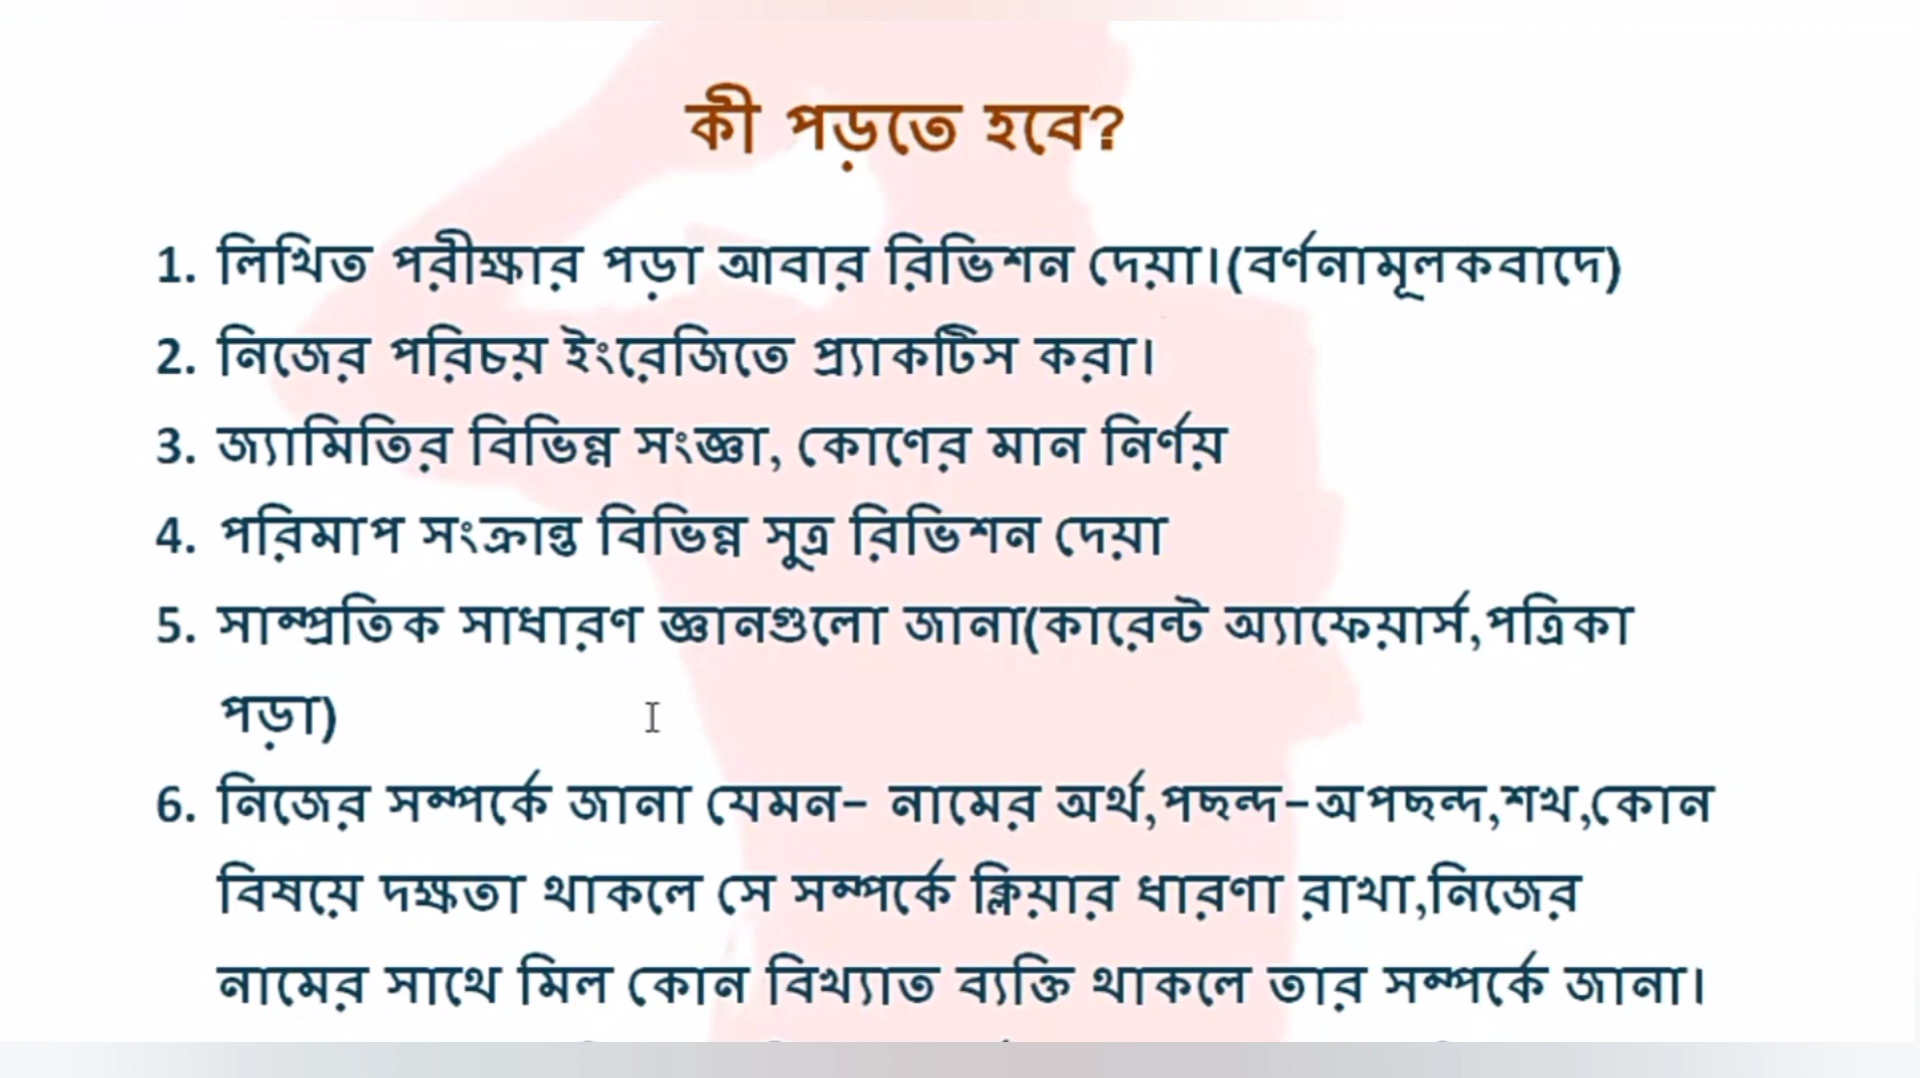 কী পড়তে হবে?
1. লিখিত পরীক্ষার পড়া আবার রিভিশন দেয়া।(বর্ণনামূলকবাদে)
2. নিজের পরিচয় ইংরেজিতে প্র্যাকটিস করা।
3. জ্যামিতির বিভিন্ন সংজ্ঞা, কোণের মান নির্ণয়
4. পরিমাপ সংক্রান্ত বিভিন্ন সুত্র রিভিশন দেয়া
5. সাম্প্রতিক সাধারণ জ্ঞানগুলো জানা(কারেন্ট অ্যাফেয়ার্স,পত্রিকা
পড়া)
6. নিজের সম্পর্কে জানা যেমন- নামের অর্থ,পছন্দ-অপছন্দ,শখ,কোন
বিষয়ে দক্ষতা থাকলে সে সম্পর্কে ক্লিয়ার ধারণা রাখা,নিজের
নামের সাথে মিল কোন বিখ্যাত ব্যক্তি থাকলে তার সম্পর্কে জানা।